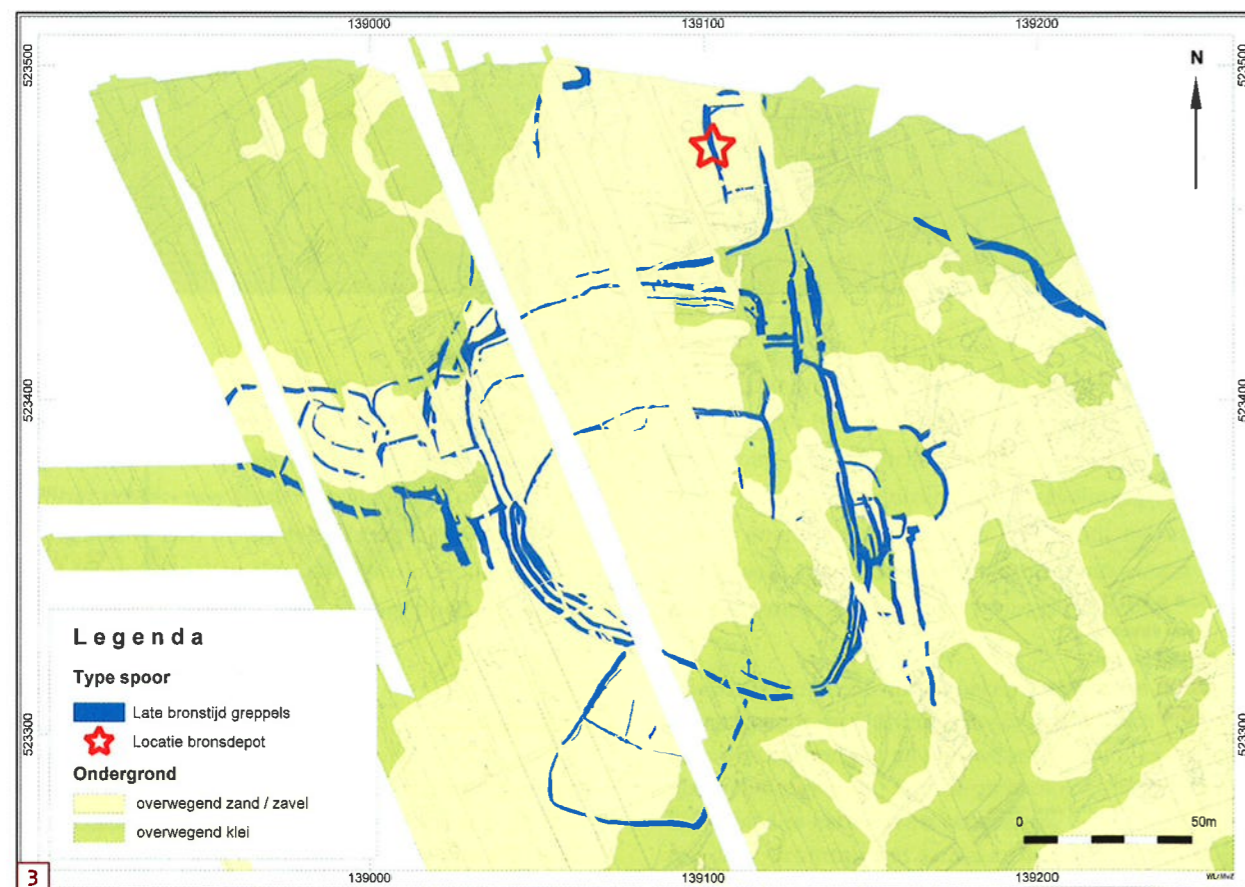 139000 139100 139200
523500 523500
N
523400 523400
Legenda
Type spoor
Late bronstijd greppels
Locatie bronsdepot
Ondergrond
overwegend zand / zavel
overwegend klei
523300 523300
0 50m
139000 139100 139200
3